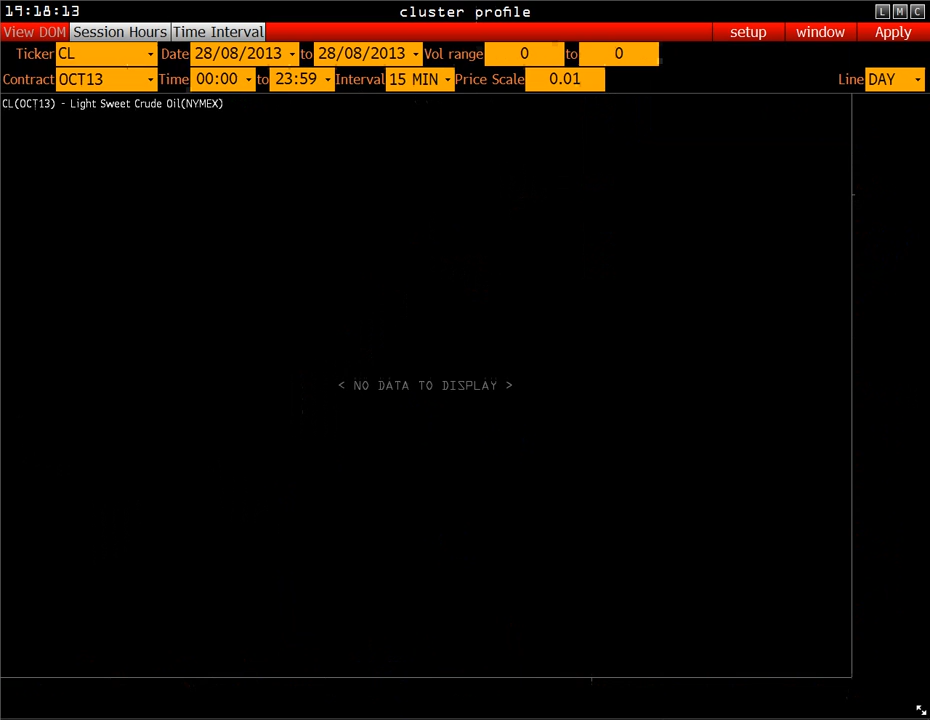 19:18:13 cluster profile L M C
View DOM Session Hours Time Interval setup window Apply
Ticker CL Date 28/08/2013 to 28/08/2013 Vol range 0 to 0
Contract OCT13 Time 00:00 to 23:59 Interval 15 MIN Price Scale 0.01 Line DAY
CL(OCT13) - Light Sweet Crude Oil(NYMEX)
< NO DATA TO DISPLAY >